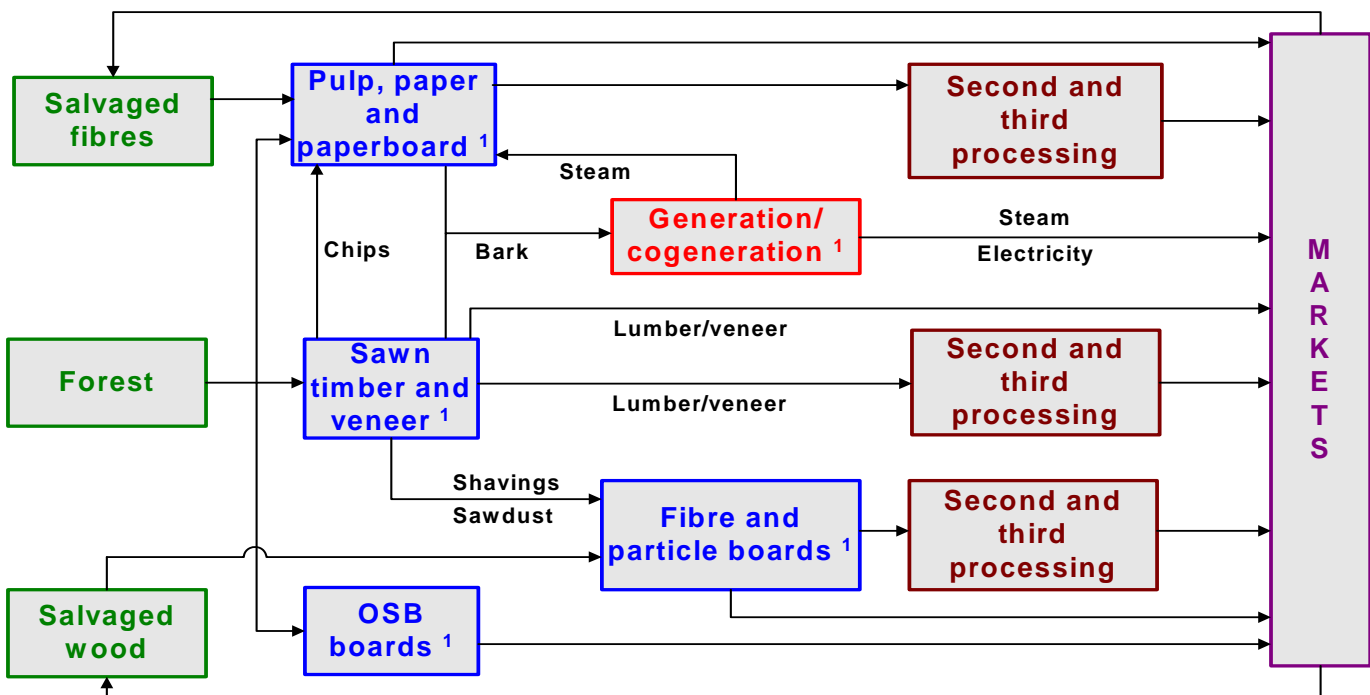 Salvaged
fibres
Pulp, paper
and
paperboard ¹
Second and
third
processing
Steam
Generation/
cogeneration ¹
Steam
Electricity
Chips
Bark
M
A
R
K
E
T
S
Lumber/veneer
Forest
Sawn
timber and
veneer ¹
Lumber/veneer
Second and
third
processing
Shavings
Sawdust
Fibre and
particle boards ¹
Second and
third
processing
Salvaged
wood
OSB
boards ¹